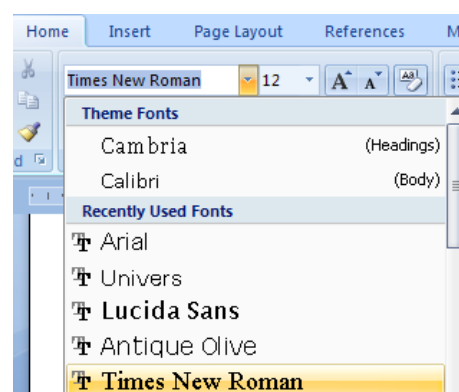 Home Insert Page Layout References M
Times New Roman 12 A A Aa
d
Theme Fonts
Cambria (Headings)
Calibri (Body)
Recently Used Fonts
Arial
Univers
Lucida Sans
Antique Olive
Times New Roman